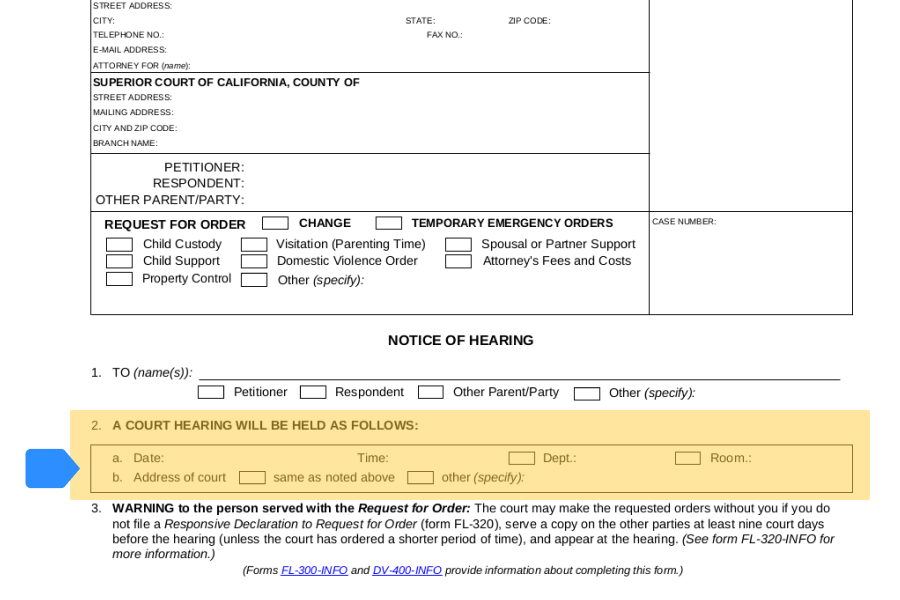 STREET ADDRESS:
CITY: STATE: ZIP CODE:
TELEPHONE NO.: FAX NO.:
E-MAIL ADDRESS:
ATTORNEY FOR (name):
SUPERIOR COURT OF CALIFORNIA, COUNTY OF
STREET ADDRESS:
MAILING ADDRESS:
CITY AND ZIP CODE:
BRANCH NAME:
PETITIONER:
RESPONDENT:
OTHER PARENT/PARTY:
REQUEST FOR ORDER CHANGE TEMPORARY EMERGENCY ORDERS
CASE NUMBER:
Child Custody Visitation (Parenting Time) Spousal or Partner Support
Child Support Domestic Violence Order Attorney's Fees and Costs
Property Control Other (specify):
NOTICE OF HEARING
1. TO (name(s)):
Petitioner Respondent Other Parent/Party Other (specify):
2. A COURT HEARING WILL BE HELD AS FOLLOWS:
a. Date: Time: Dept.: Room.:
b. Address of court same as noted above other (specify):
3. WARNING to the person served with the Request for Order: The court may make the requested orders without you if you do
not file a Responsive Declaration to Request for Order (form FL-320), serve a copy on the other parties at least nine court days
before the hearing (unless the court has ordered a shorter period of time), and appear at the hearing. (See form FL-320-INFO for
more information.)
(Forms FL-300-INFO and DV-400-INFO provide information about completing this form.)